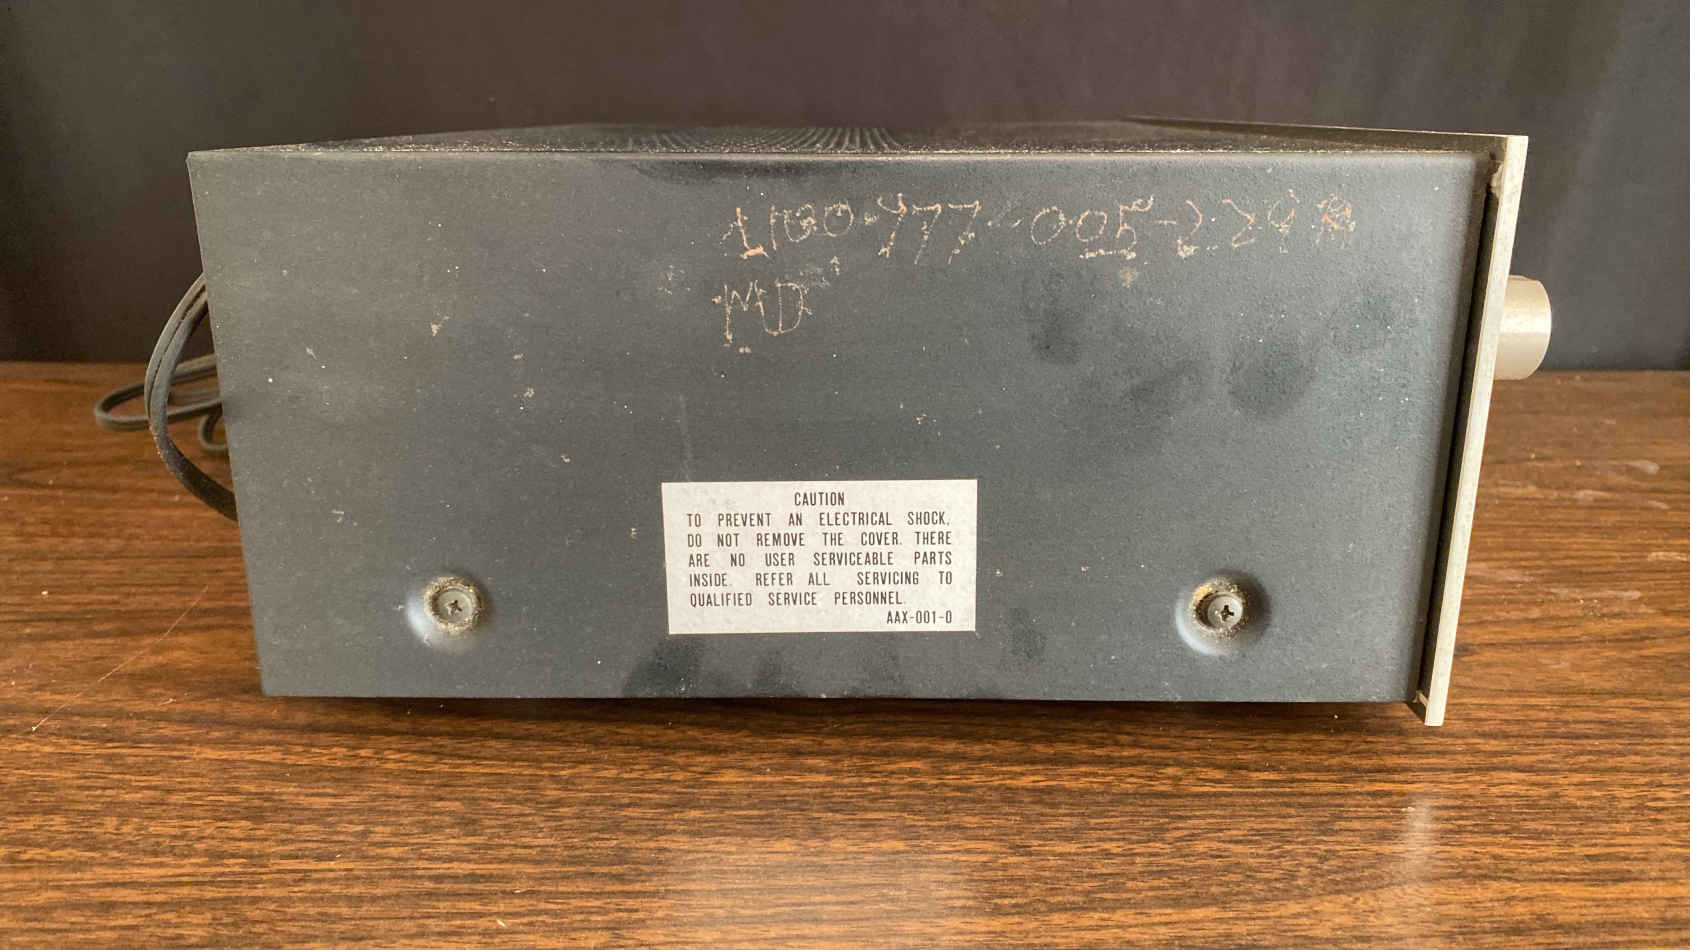 MD
CAUTION
TO PREVENT AN ELECTRICAL SHOCK,
DO NOT REMOVE THE COVER. THERE
ARE NO USER SERVICEABLE PARTS
INSIDE. REFER ALL SERVICING TO
QUALIFIED SERVICE PERSONNEL.
AAX-001-0